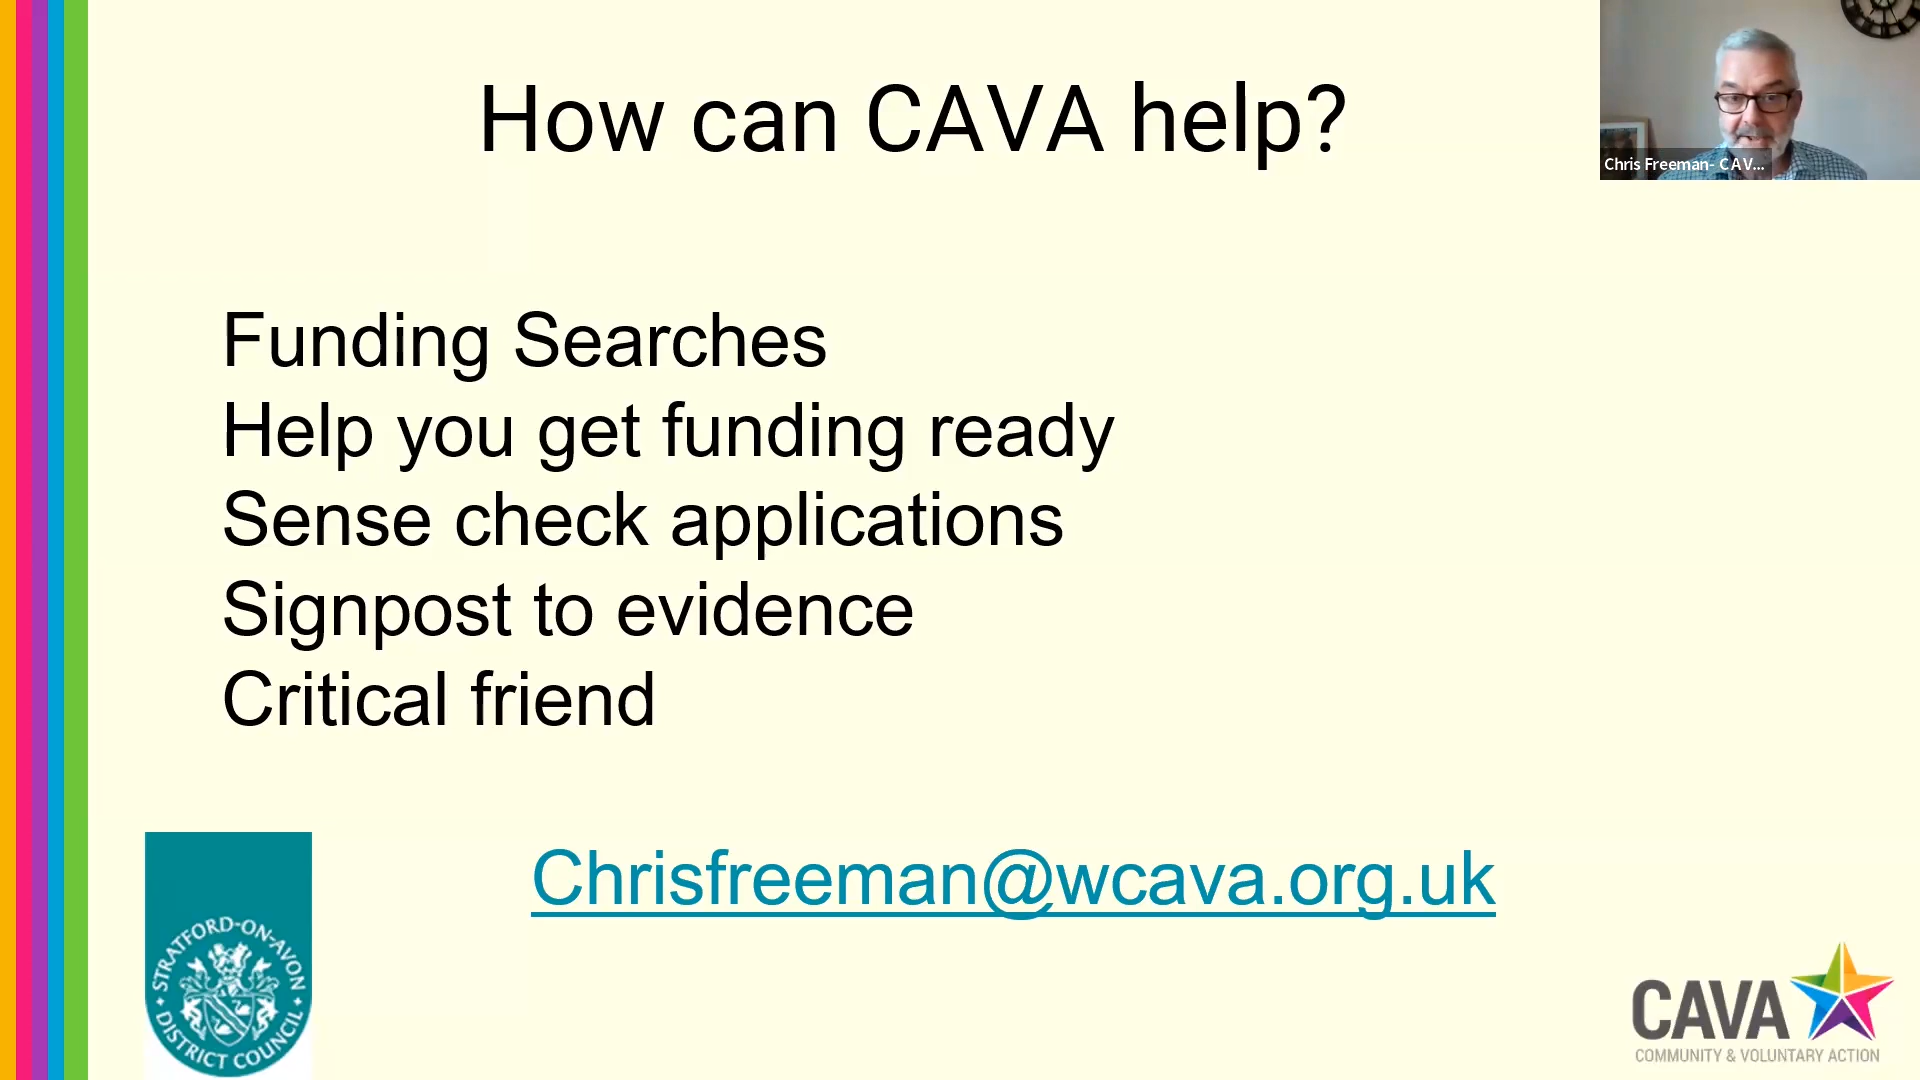 How can CAVA help?
Chris Freeman- C A V...
Funding Searches
Help you get funding ready
Sense check applications
Signpost to evidence
Critical friend
Chrisfreeman@wcava.org.uk
STRATFORD-ON-AVON
DISTRICT COUNCIL
CAVA
COMMUNITY & VOLUNTARY ACTION